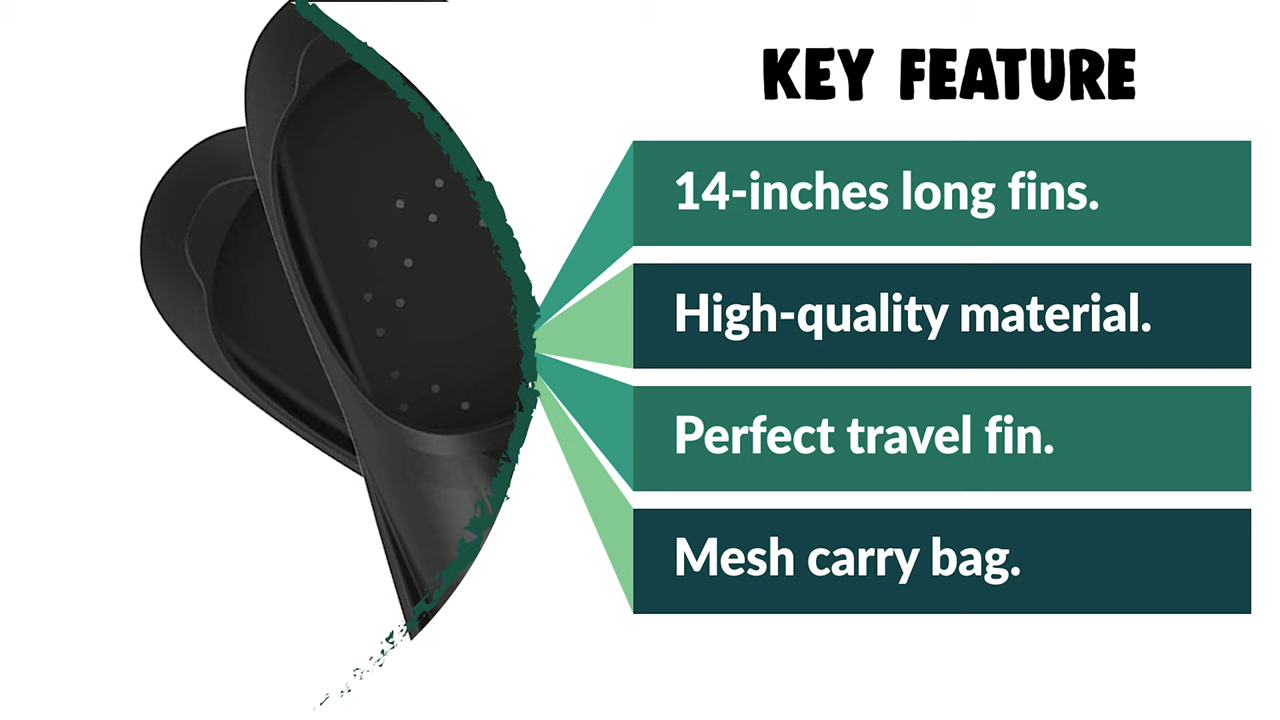 KEY FEATURE
14-inches long fins.
High-quality material.
Perfect travel fin.
Mesh carry bag.